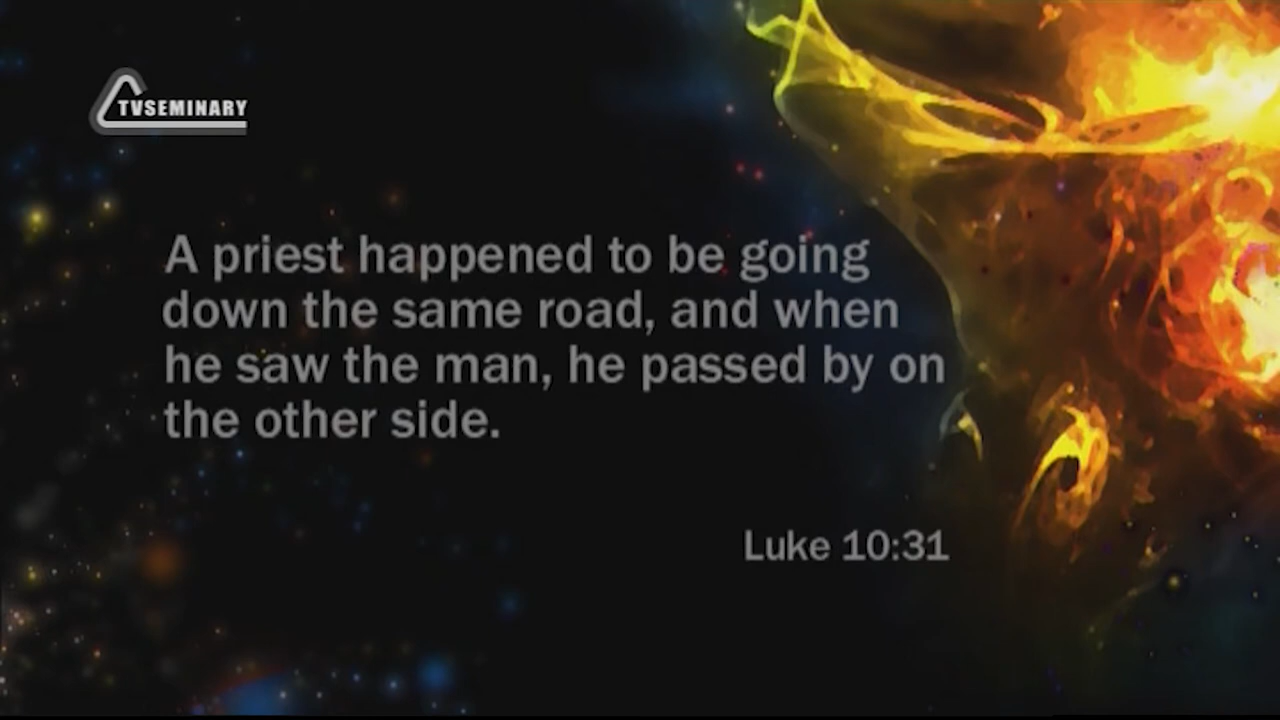 TVSEMINARY
A priest happened to be going
down the same road, and when
he saw the man, he passed by on
the other side.
Luke 10:31